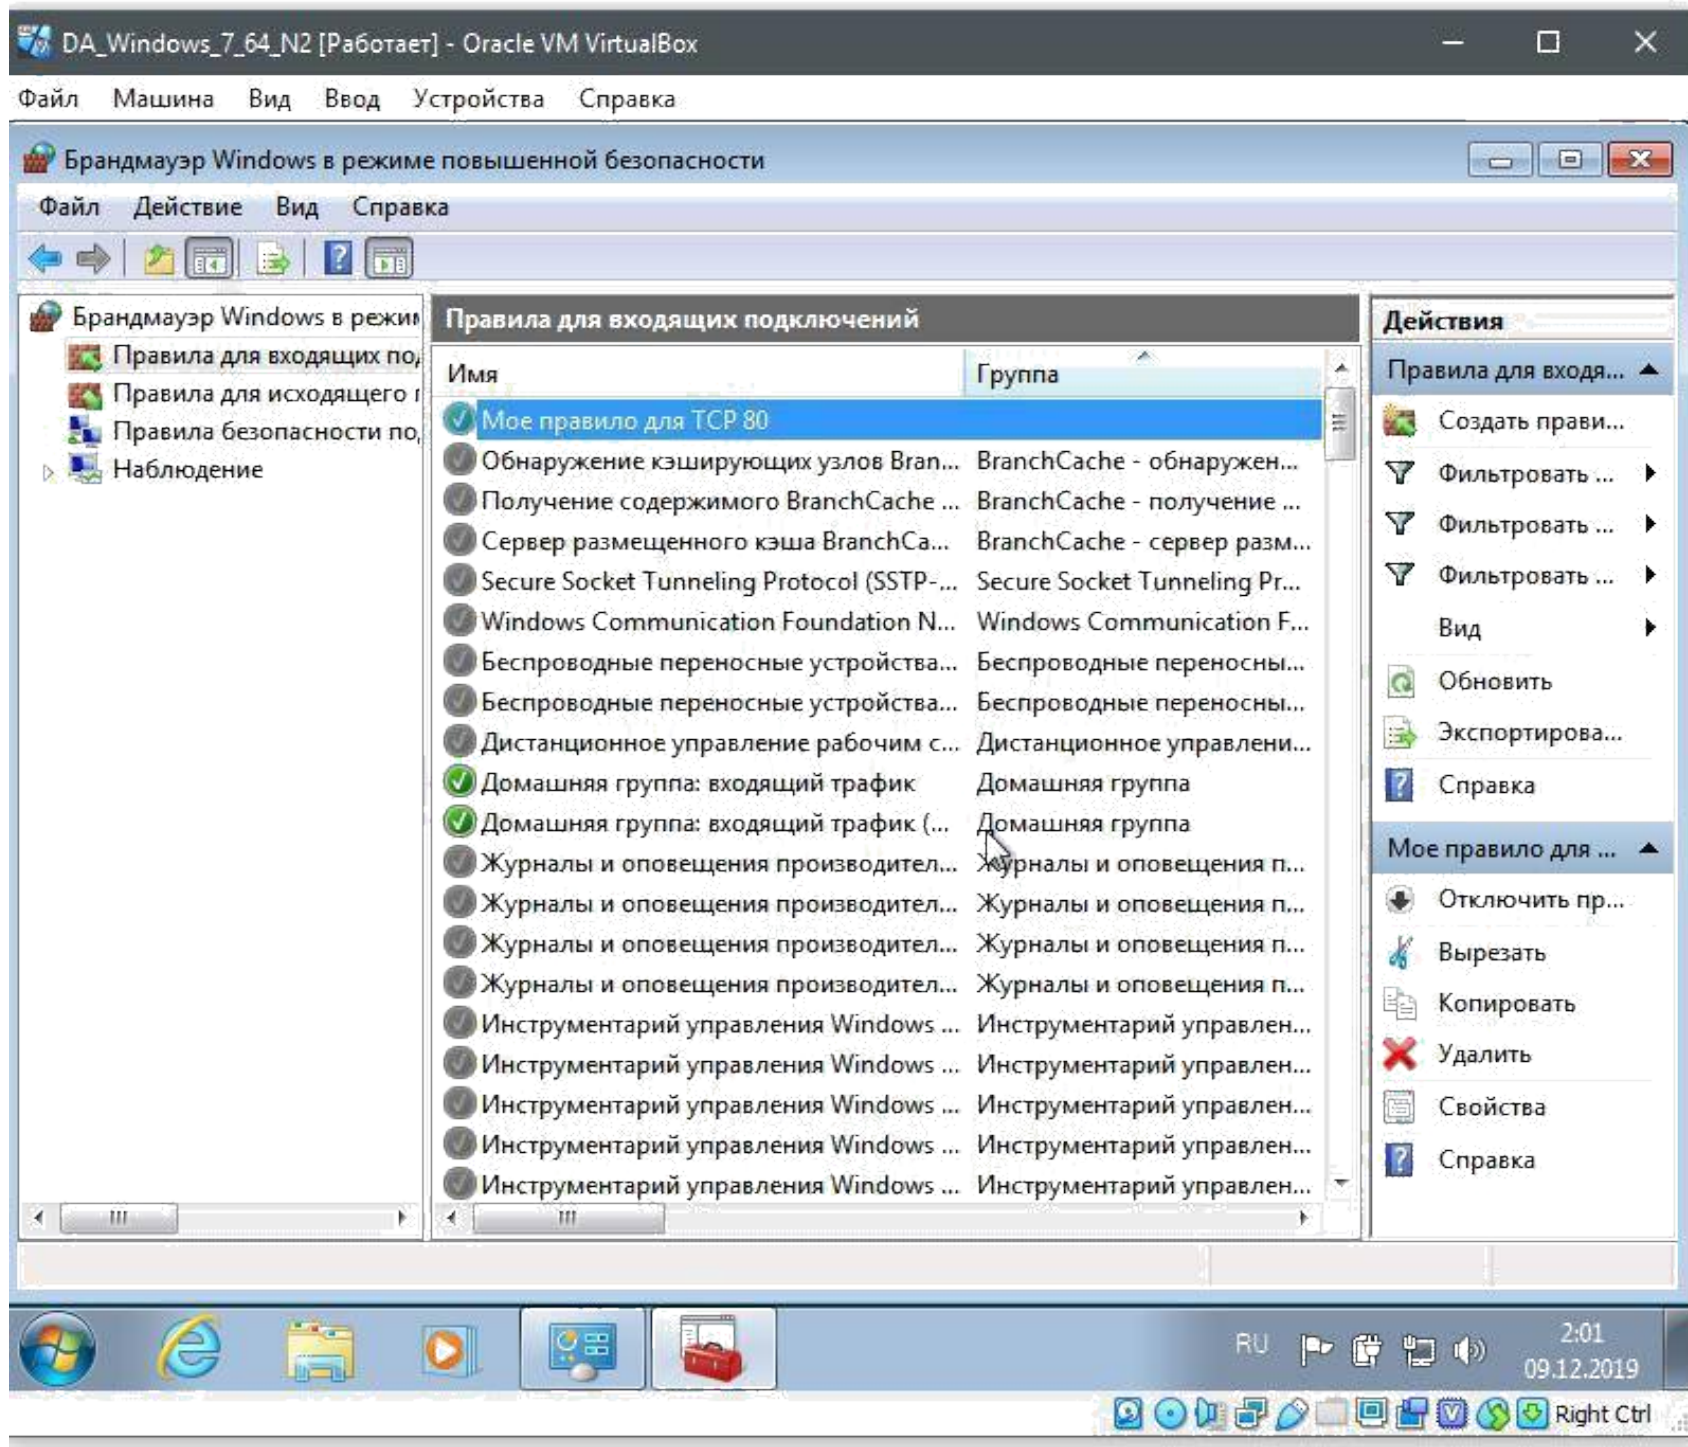 DA_Windows_7_64_N2 [Работает] - Oracle VM VirtualBox
Файл Машина Вид Ввод Устройства Справка
Брандмауэр Windows в режиме повышенной безопасности
Файл Действие Вид Справка
Брандмауэр Windows в режим
Правила для входящих под
Правила для исходящего п
Правила безопасности по,
Наблюдение
Правила для входящих подключений
Имя Группа
Мое правило для TCP 80
Обнаружение кэширующих узлов Bran... BranchCache - обнаружен...
Получение содержимого BranchCache ... BranchCache - получение ...
Сервер размещенного кэша BranchCa... BranchCache - сервер разм...
Secure Socket Tunneling Protocol (SSTP-... Secure Socket Tunneling Pr...
Windows Communication Foundation N... Windows Communication F...
Беспроводные переносные устройства... Беспроводные переносны...
Беспроводные переносные устройства... Беспроводные переносны...
Дистанционное управление рабочим с... Дистанционное управлени...
Домашняя группа: входящий трафик Домашняя группа
Домашняя группа: входящий трафик (... Домашняя группа
Журналы и оповещения производител... Журналы и оповещения п...
Журналы и оповещения производител... Журналы и оповещения п...
Журналы и оповещения производител... Журналы и оповещения п...
Журналы и оповещения производител... Журналы и оповещения п...
Инструментарий управления Windows ... Инструментарий управлен...
Инструментарий управления Windows ... Инструментарий управлен...
Инструментарий управления Windows ... Инструментарий управлен...
Инструментарий управления Windows ... Инструментарий управлен...
Инструментарий управления Windows ... Инструментарий управлен...
Действия
Правила для входя...
Создать прави...
Фильтровать ...
Фильтровать ...
Фильтровать ...
Вид
Обновить
Экспортирова...
Справка
Мое правило для ...
Отключить пр...
Вырезать
Копировать
Удалить
Свойства
Справка
RU
2:01
09.12.2019
Right Ctrl